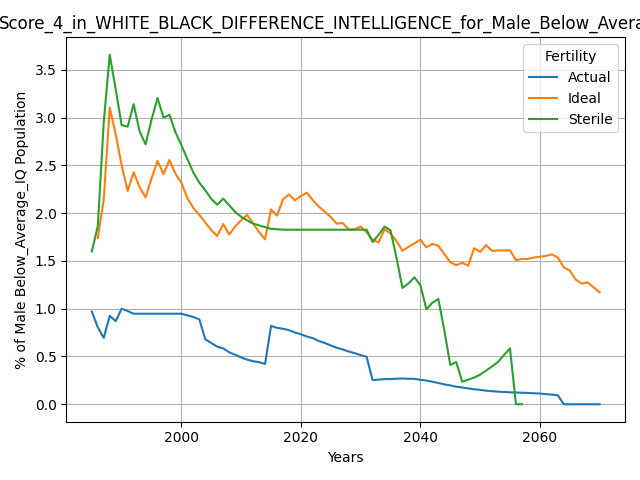 Score_4_in_WHITE_BLACK_DIFFERENCE_INTELLIGENCE_for_Male_Below_Avera
Fertility
Actual
Ideal
Sterile
% of Male Below_Average_IQ Population
3.5
3.0
2.5
2.0
1.5
1.0
0.5
0.0
2000 2020 2040 2060
Years